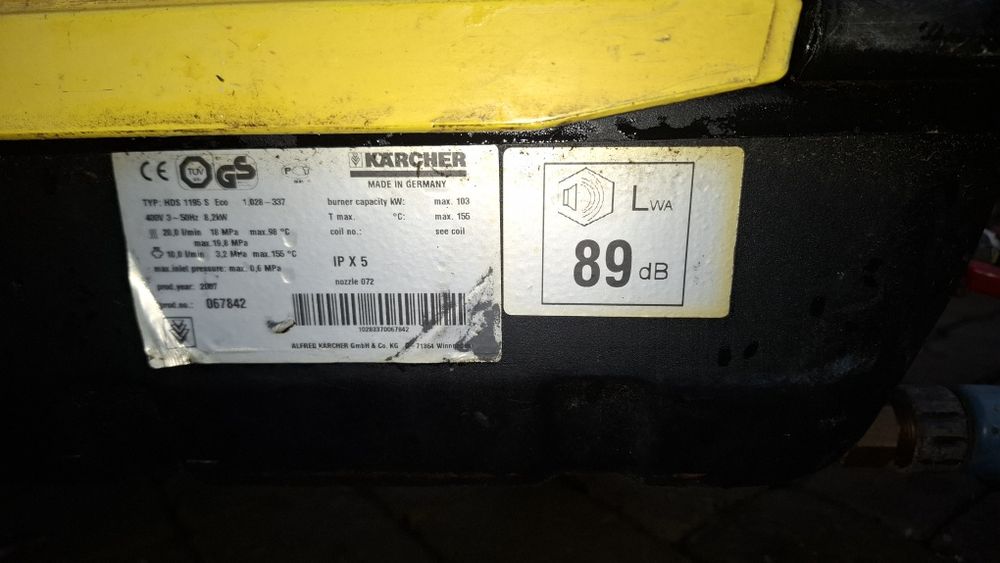 CE TÜV GS
KÄRCHER
MADE IN GERMANY
TYP: HDS 1195 S Eco 1.028-337
400V 3~50Hz 8,2kW
20,0 l/min 18 MPa max.98 °C
max.19,8 MPa
10,0 l/min 3,2 MPa max.155 °C
max.inlet pressure: max. 0,6 MPa
prod.year: 2007
prod.no.: 067842
burner capacity kW: max. 103
T max. °C: max. 155
coil no.: see coil
IP X 5
nozzle 072
10283370067842
ALFRED KÄRCHER GmbH & Co. KG D - 71364
LWA
89 dB